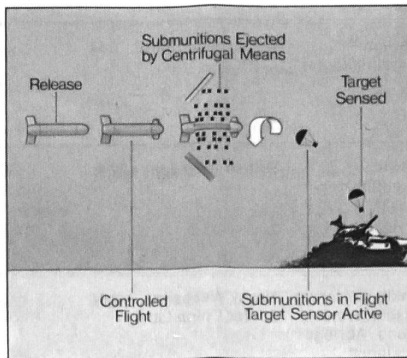 Submunitions Ejected
by Centrifugal Means
Release
Target
Sensed
Controlled
Flight
Submunitions in Flight
Target Sensor Active